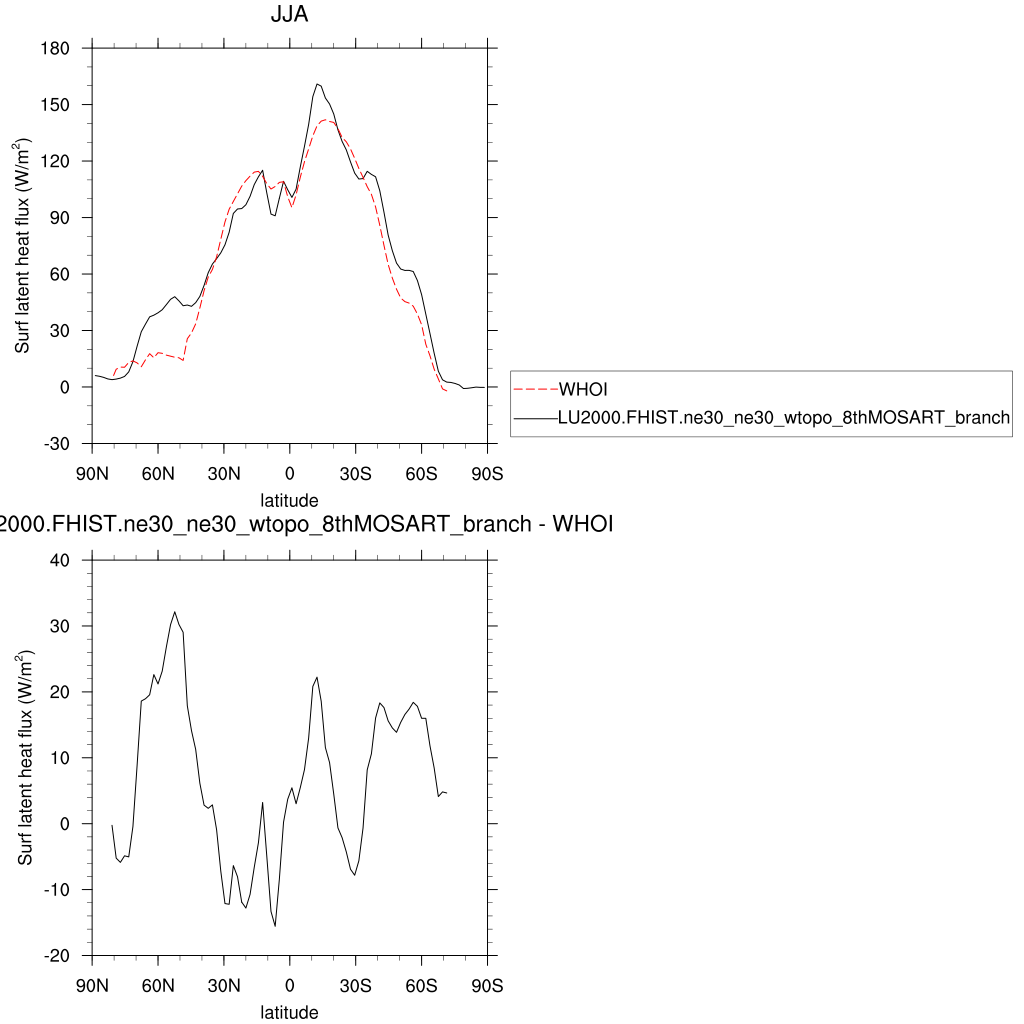 JJA
180
150
120
90
60
30
0
-30
Surf latent heat flux (W/m²)
90N 60N 30N 0 30S 60S 90S
latitude
WHOI
LU2000.FHIST.ne30_ne30_wtopo_8thMOSART_branch
2000.FHIST.ne30_ne30_wtopo_8thMOSART_branch - WHOI
40
30
20
10
0
-10
-20
Surf latent heat flux (W/m²)
90N 60N 30N 0 30S 60S 90S
latitude